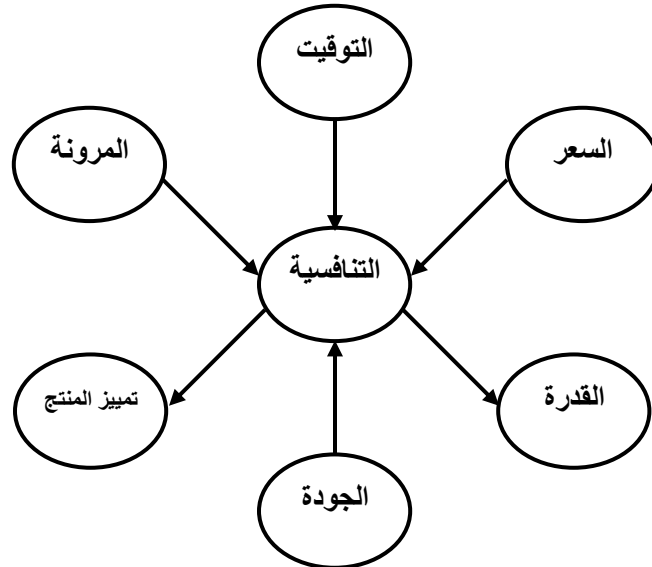 التوقيت
السعر
المرونة
التنافسية
القدرة
تمييز المنتج
الجودة